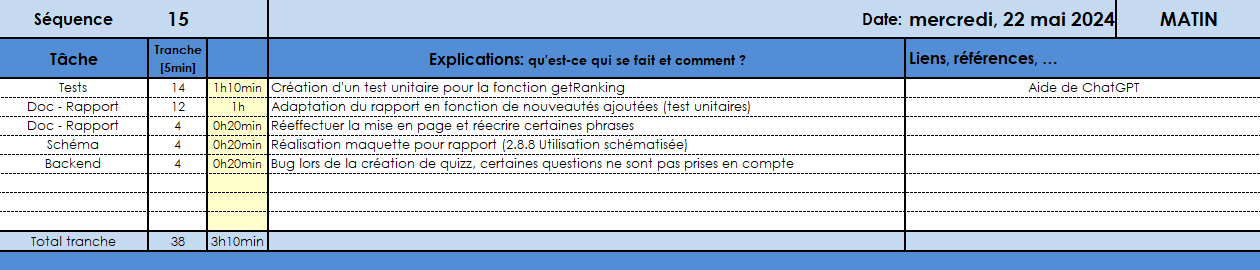 Séquence 15 Date: mercredi, 22 mai 2024 MATIN
Tâche Tranche [5min] Explications: qu'est-ce qui se fait et comment ? Liens, références, ...
Tests 14 1h10min Création d'un test unitaire pour la fonction getRanking Aide de ChatGPT
Doc - Rapport 12 1h Adaptation du rapport en fonction de nouveautés ajoutées (test unitaires)
Doc - Rapport 4 0h20min Réeffectuer la mise en page et réecrire certaines phrases
Schéma 4 0h20min Réalisation maquette pour rapport (2.8.8 Utilisation schématisée)
Backend 4 0h20min Bug lors de la création de quizz, certaines questions ne sont pas prises en compte
Total tranche 38 3h10min